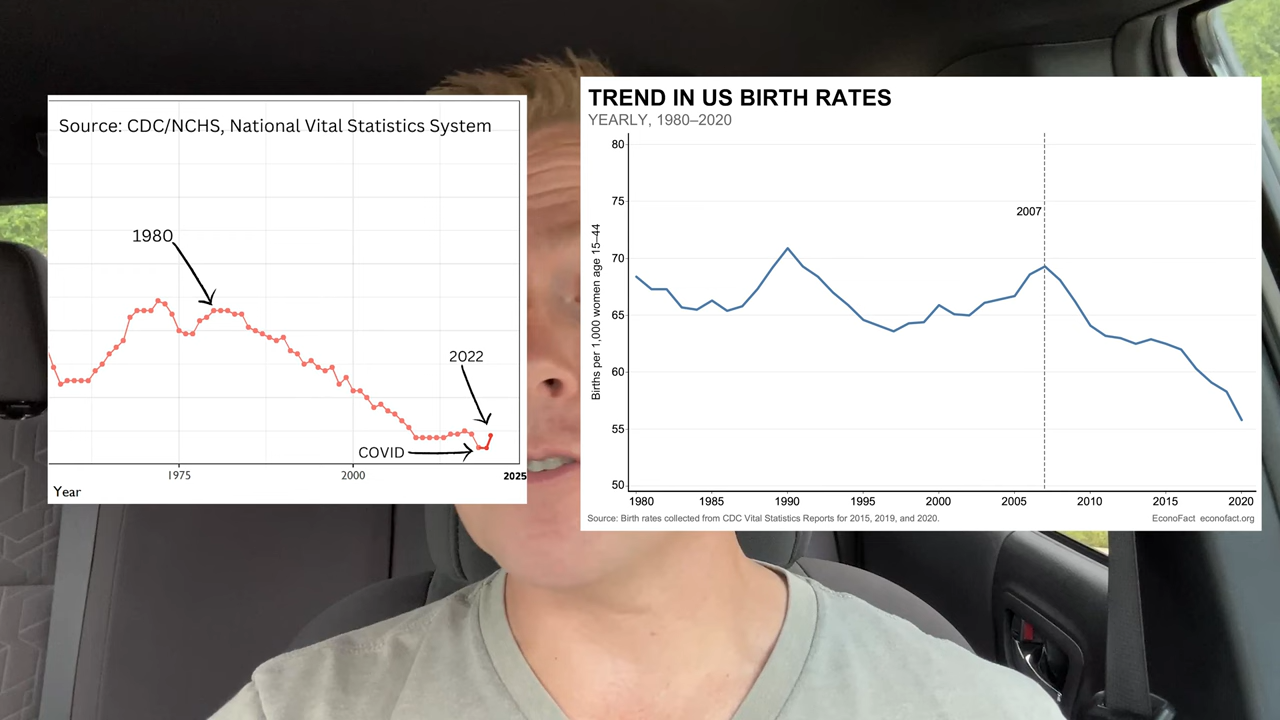 Source: CDC/NCHS, National Vital Statistics System
1980
2022
COVID
1975
2000
2025
Year
TREND IN US BIRTH RATES
YEARLY, 1980–2020
Births per 1,000 women age 15–44
80
75
70
65
60
55
50
2007
1980
1985
1990
1995
2000
2005
2010
2015
2020
Source: Birth rates collected from CDC Vital Statistics Reports for 2015, 2019, and 2020.
EconoFact econofact.org